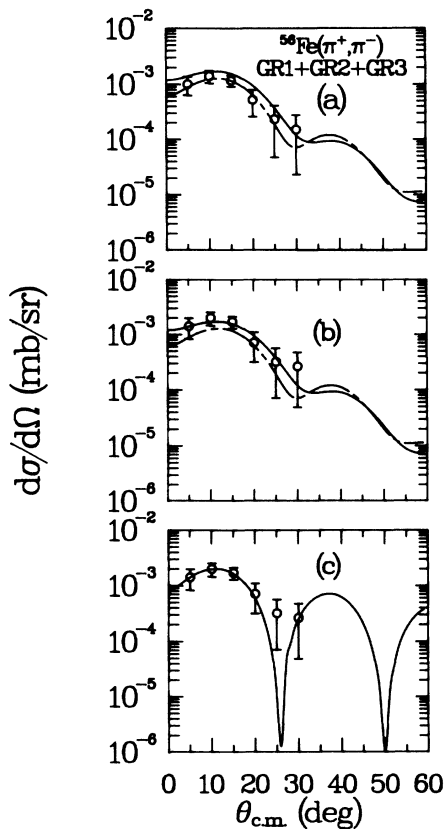 10⁻²
⁵⁶Fe(π⁺,π⁻)
GR1+GR2+GR3
10⁻³
(a)
10⁻⁴
10⁻⁵
10⁻⁶
10⁻²
10⁻³
(b)
10⁻⁴
10⁻⁵
10⁻⁶
dσ/dΩ (mb/sr)
10⁻²
(c)
10⁻³
10⁻⁴
10⁻⁵
10⁻⁶
0 10 20 30 40 50 60
θc.m. (deg)